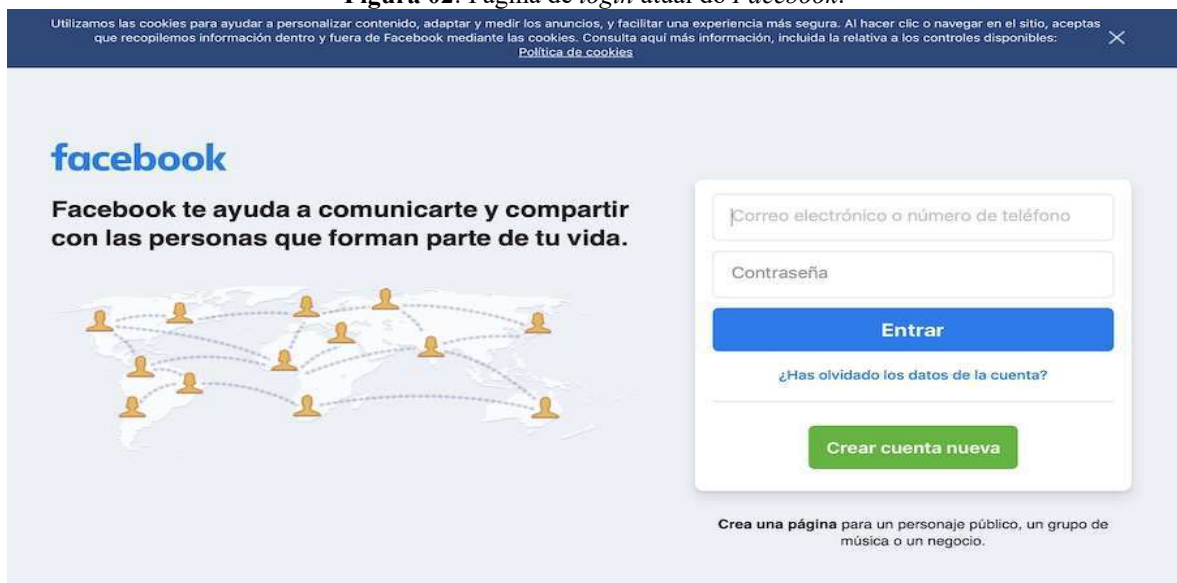 Figura 02: Página de login atual do Facebook.
Utilizamos las cookies para ayudar a personalizar contenido, adaptar y medir los anuncios, y facilitar una experiencia más segura. Al hacer clic o navegar en el sitio, aceptas
que recopilemos información dentro y fuera de Facebook mediante las cookies. Consulta aquí más información, incluida la relativa a los controles disponibles:
Política de cookies
facebook
Facebook te ayuda a comunicarte y compartir
con las personas que forman parte de tu vida.
Correo electrónico o número de teléfono
Contraseña
Entrar
¿Has olvidado los datos de la cuenta?
Crear cuenta nueva
Crea una página para un personaje público, un grupo de
música o un negocio.